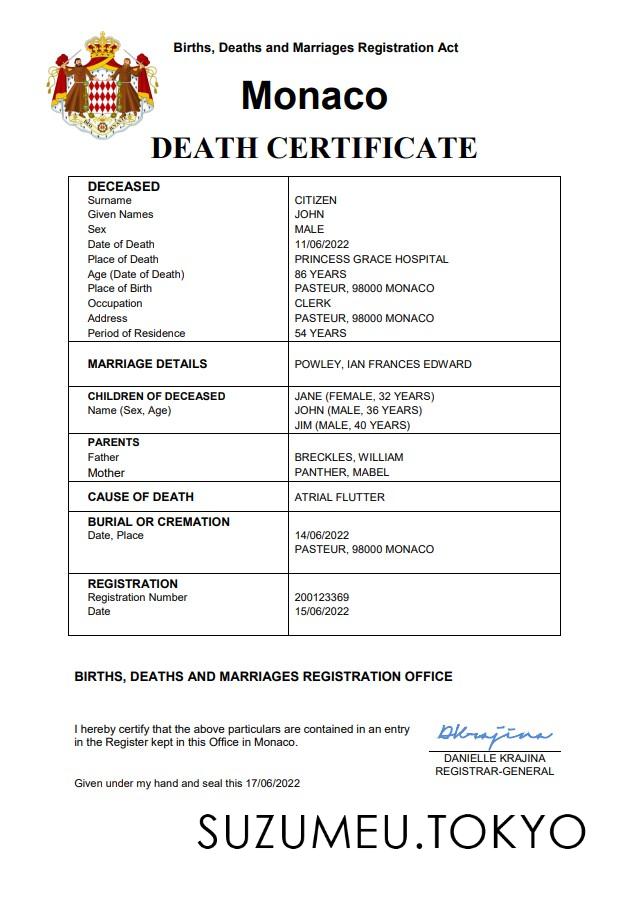 Births, Deaths and Marriages Registration Act
Monaco
DEATH CERTIFICATE
DECEASED
Surname CITIZEN
Given Names JOHN
Sex MALE
Date of Death 11/06/2022
Place of Death PRINCESS GRACE HOSPITAL
Age (Date of Death) 86 YEARS
Place of Birth PASTEUR, 98000 MONACO
Occupation CLERK
Address PASTEUR, 98000 MONACO
Period of Residence 54 YEARS
MARRIAGE DETAILS POWLEY, IAN FRANCES EDWARD
CHILDREN OF DECEASED JANE (FEMALE, 32 YEARS)
Name (Sex, Age) JOHN (MALE, 36 YEARS)
JIM (MALE, 40 YEARS)
PARENTS
Father BRECKLES, WILLIAM
Mother PANTHER, MABEL
CAUSE OF DEATH ATRIAL FLUTTER
BURIAL OR CREMATION
Date, Place 14/06/2022
PASTEUR, 98000 MONACO
REGISTRATION
Registration Number 200123369
Date 15/06/2022
BIRTHS, DEATHS AND MARRIAGES REGISTRATION OFFICE
I hereby certify that the above particulars are contained in an entry
in the Register kept in this Office in Monaco.
DKrajina
DANIELLE KRAJINA
REGISTRAR-GENERAL
Given under my hand and seal this 17/06/2022
SUZUMEU.TOKYO